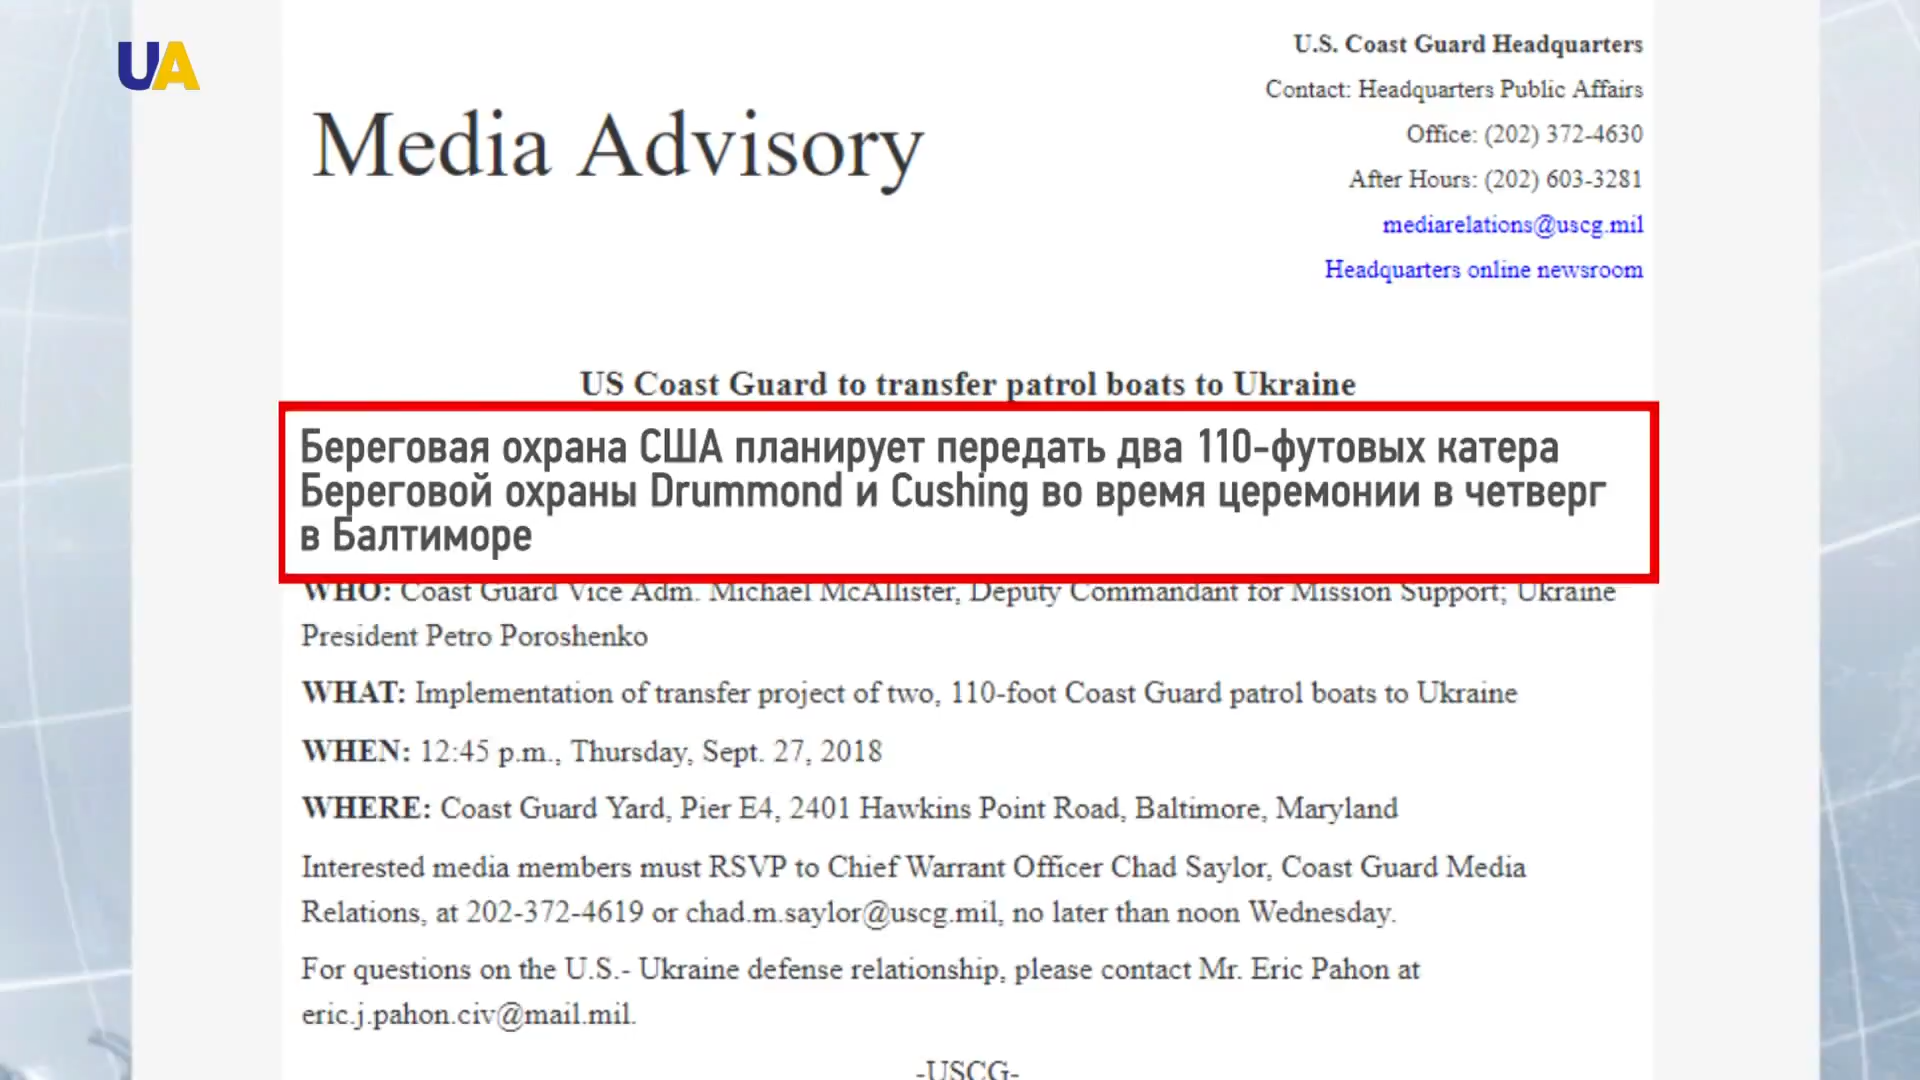 UA
U.S. Coast Guard Headquarters
Contact: Headquarters Public Affairs
Media Advisory
Office: (202) 372-4630
After Hours: (202) 603-3281
mediarelations@uscg.mil
Headquarters online newsroom
US Coast Guard to transfer patrol boats to Ukraine
Береговая охрана США планирует передать два 110-футовых катера
Береговой охраны Drummond и Cushing во время церемонии в четверг
в Балтиморе
WHO: Coast Guard Vice Adm. Michael McAllister, Deputy Commandant for Mission Support; Ukraine
President Petro Poroshenko
WHAT: Implementation of transfer project of two, 110-foot Coast Guard patrol boats to Ukraine
WHEN: 12:45 p.m., Thursday, Sept. 27, 2018
WHERE: Coast Guard Yard, Pier E4, 2401 Hawkins Point Road, Baltimore, Maryland
Interested media members must RSVP to Chief Warrant Officer Chad Saylor, Coast Guard Media
Relations, at 202-372-4619 or chad.m.saylor@uscg.mil, no later than noon Wednesday.
For questions on the U.S.- Ukraine defense relationship, please contact Mr. Eric Pahon at
eric.j.pahon.civ@mail.mil.
-USCG-